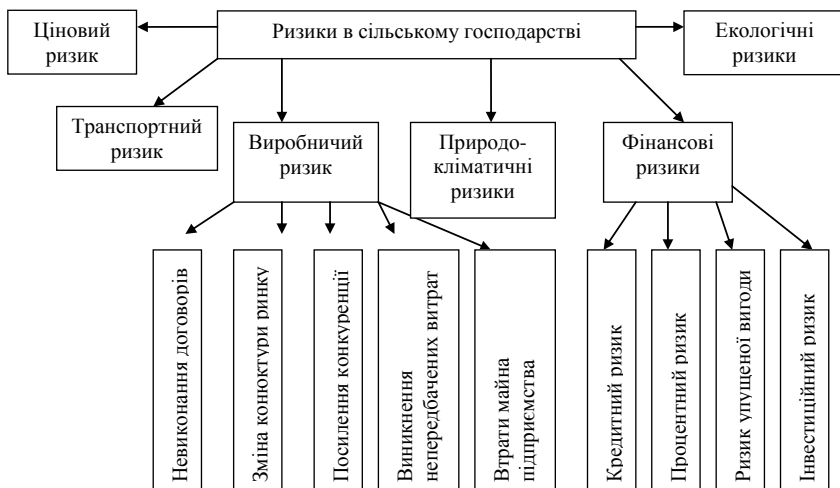 Ціновий
ризик
Ризики в сільському господарстві
Екологічні
ризики
Транспортний
ризик
Виробничий
ризик
Природо-
кліматичні
ризики
Фінансові
ризики
Невиконання договорів
Зміна конюктури ринку
Посилення конкуренції
Виникнення
непередбачених витрат
Втрати майна
підприємства
Кредитний ризик
Процентний ризик
Ризик упущеної вигоди
Інвестиційний ризик